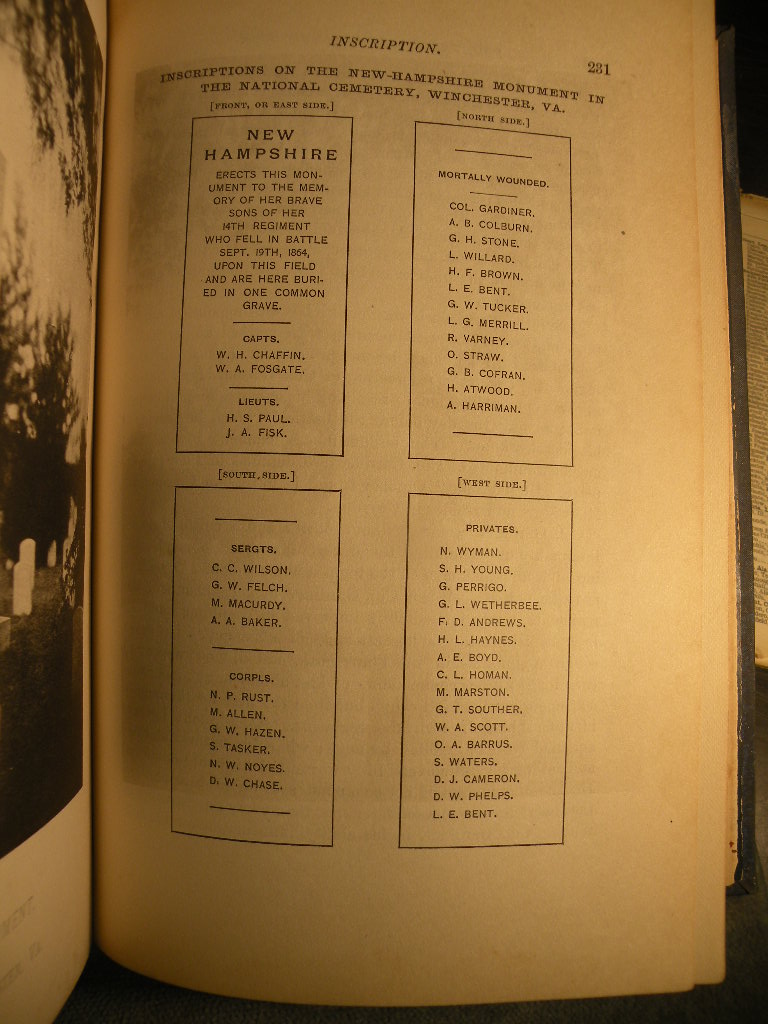 INSCRIPTION.
231
INSCRIPTIONS ON THE NEW-HAMPSHIRE MONUMENT IN
THE NATIONAL CEMETERY, WINCHESTER, VA.
[FRONT, OR EAST SIDE.]
NEW
HAMPSHIRE
ERECTS THIS MON-
UMENT TO THE MEM-
ORY OF HER BRAVE
SONS OF HER
14TH REGIMENT
WHO FELL IN BATTLE
SEPT. 19TH, 1864,
UPON THIS FIELD
AND ARE HERE BURI-
ED IN ONE COMMON
GRAVE.
CAPTS.
W. H. CHAFFIN.
W. A. FOSGATE.
LIEUTS.
H. S. PAUL.
J. A. FISK.
[NORTH SIDE.]
MORTALLY WOUNDED.
COL. GARDINER.
A. B. COLBURN.
G. H. STONE.
L. WILLARD.
H. F. BROWN.
L. E. BENT.
G. W. TUCKER.
L. G. MERRILL.
R. VARNEY.
O. STRAW.
G. B. COFRAN.
H. ATWOOD.
A. HARRIMAN.
[SOUTH SIDE.]
SERGTS.
C. C. WILSON.
G. W. FELCH.
M. MACURDY.
A. A. BAKER.
CORPLS.
N. P. RUST.
M. ALLEN.
G. W. HAZEN.
S. TASKER.
N. W. NOYES.
D. W. CHASE.
[WEST SIDE.]
PRIVATES.
N. WYMAN.
S. H. YOUNG.
G. PERRIGO.
G. L. WETHERBEE.
F. D. ANDREWS.
H. L. HAYNES.
A. E. BOYD.
C. L. HOMAN.
M. MARSTON.
G. T. SOUTHER.
W. A. SCOTT.
O. A. BARRUS.
S. WATERS.
D. J. CAMERON.
D. W. PHELPS.
L. E. BENT.